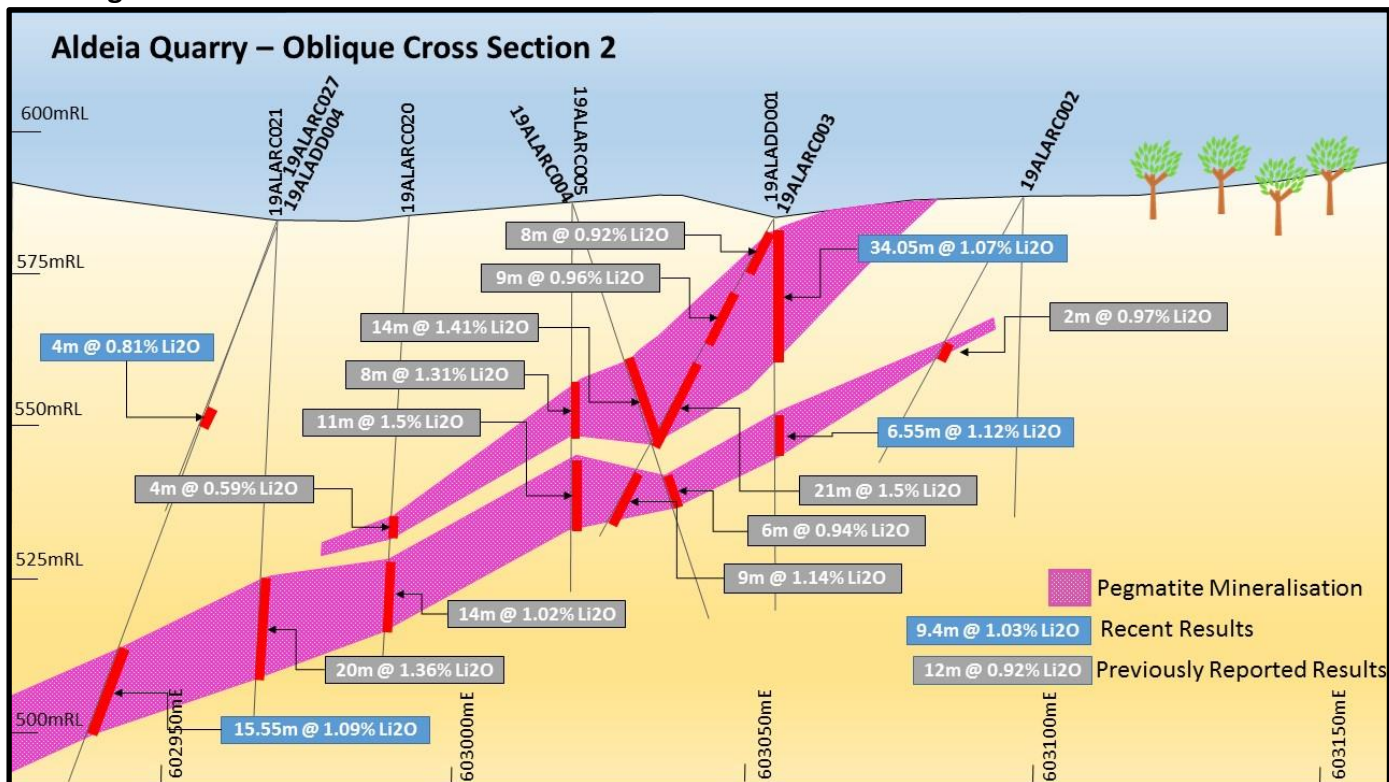 Aldeia Quarry – Oblique Cross Section 2
600mRL
575mRL
550mRL
525mRL
500mRL
19ALARC021
19ALARC027
19ALADD004
19ALARC020
19ALARC004
19ALARC005
19ALADD001
19ALARC003
19ALARC002
8m @ 0.92% Li2O
34.05m @ 1.07% Li2O
9m @ 0.96% Li2O
14m @ 1.41% Li2O
2m @ 0.97% Li2O
4m @ 0.81% Li2O
8m @ 1.31% Li2O
11m @ 1.5% Li2O
6.55m @ 1.12% Li2O
4m @ 0.59% Li2O
21m @ 1.5% Li2O
6m @ 0.94% Li2O
9m @ 1.14% Li2O
14m @ 1.02% Li2O
20m @ 1.36% Li2O
15.55m @ 1.09% Li2O
Pegmatite Mineralisation
9.4m @ 1.03% Li2O Recent Results
12m @ 0.92% Li2O Previously Reported Results
602950mE
603000mE
603050mE
603100mE
603150mE